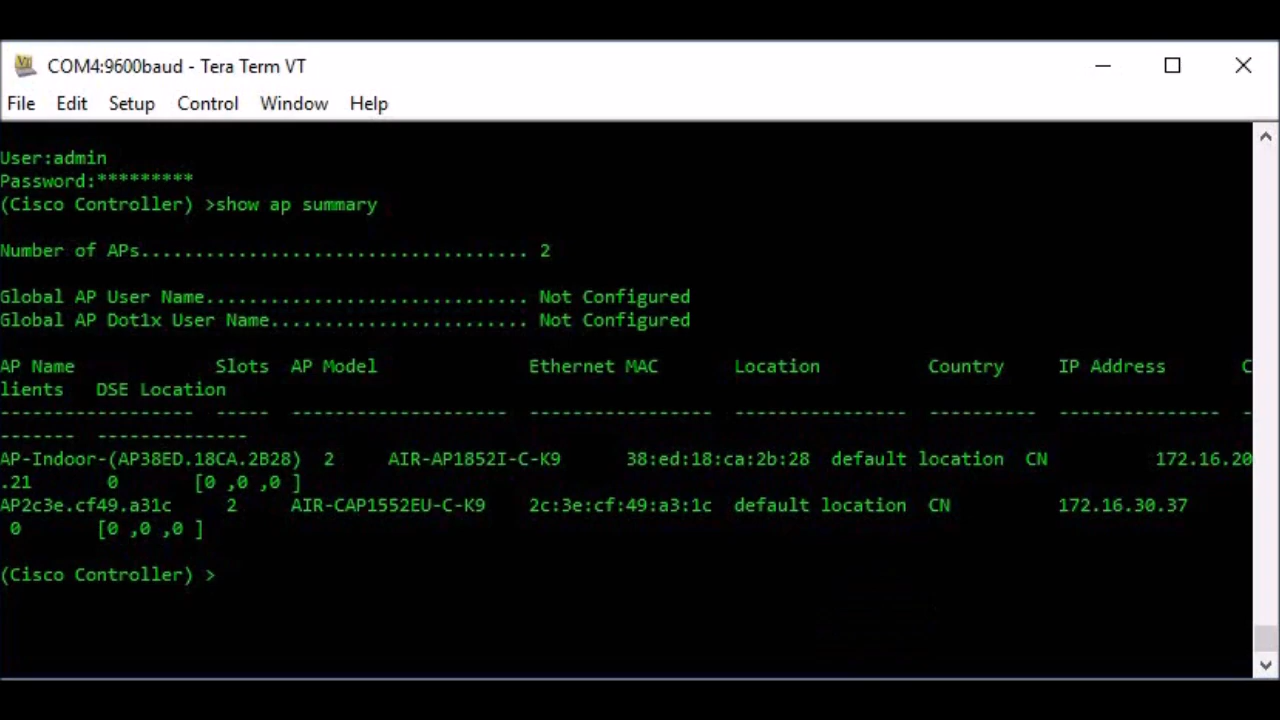 COM4:9600baud - Tera Term VT
File Edit Setup Control Window Help
User:admin
Password:*********
(Cisco Controller) >show ap summary
Number of APs.................................... 2
Global AP User Name.............................. Not Configured
Global AP Dot1x User Name........................ Not Configured
AP Name             Slots  AP Model              Ethernet MAC       Location          Country     IP Address       C
lients   DSE Location
------------------  -----  --------------------  -----------------  ----------------  ----------  ---------------  -
-------  --------------
AP-Indoor-(AP38ED.18CA.2B28)  2     AIR-AP1852I-C-K9      38:ed:18:ca:2b:28  default location  CN          172.16.20
.21       0       [0 ,0 ,0 ]
AP2c3e.cf49.a31c     2     AIR-CAP1552EU-C-K9    2c:3e:cf:49:a3:1c  default location  CN          172.16.30.37
 0       [0 ,0 ,0 ]
(Cisco Controller) >